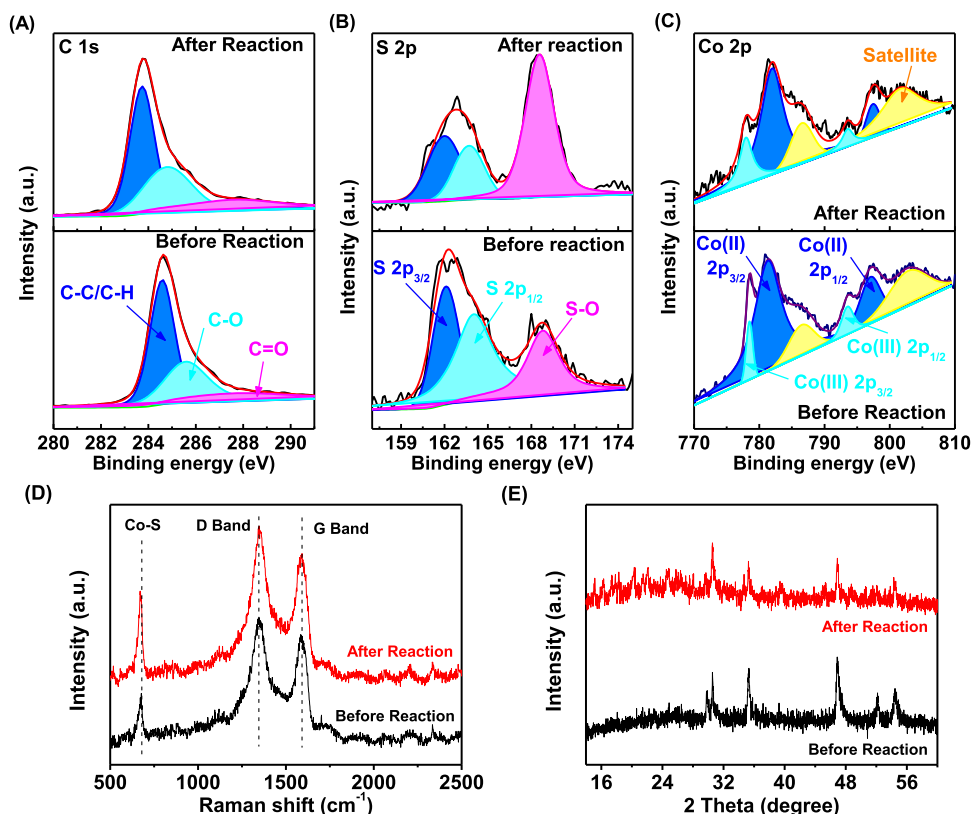 (A)
C 1s
After Reaction
Before Reaction
C-C/C-H
C-O
C=O
Intensity (a.u.)
280 282 284 286 288 290
Binding energy (eV)
(B)
S 2p
After reaction
Before reaction
S 2p3/2
S 2p1/2
S-O
Intensity (a.u.)
159 162 165 168 171 174
Binding energy (eV)
(C)
Co 2p
Satellite
After Reaction
Co(II)
2p3/2
Co(II)
2p1/2
Co(III) 2p1/2
Co(III) 2p3/2
Before Reaction
Intensity (a.u.)
770 780 790 800 810
Binding energy (eV)
(D)
Co-S
D Band
G Band
After Reaction
Before Reaction
Intensity (a.u.)
500 1000 1500 2000 2500
Raman shift (cm-1)
(E)
After Reaction
Before Reaction
Intensity (a.u.)
16 24 32 40 48 56
2 Theta (degree)